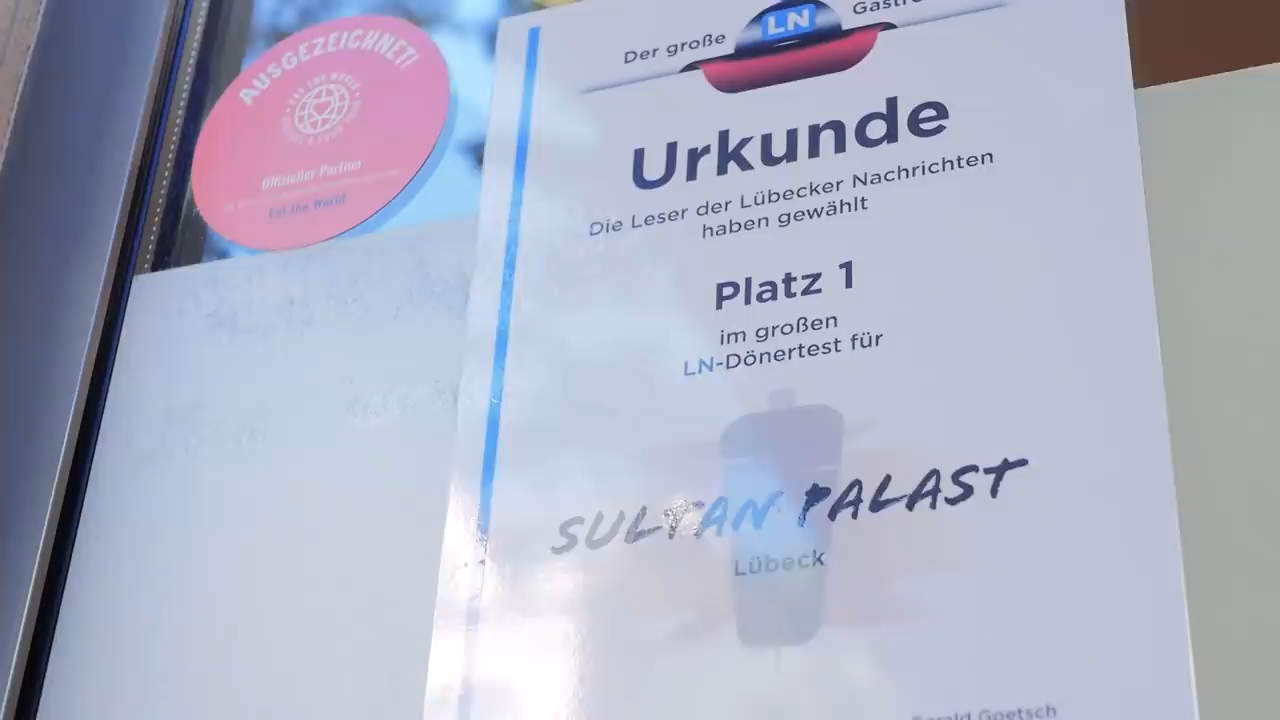 AUSGEZEICHNET!
Offizieller Partner
Eat the World
Der große
LN
Urkunde
Die Leser der Lübecker Nachrichten
haben gewählt
Platz 1
im großen
LN-Dönertest für
SULTAN PALAST
Lübeck
Goetsch